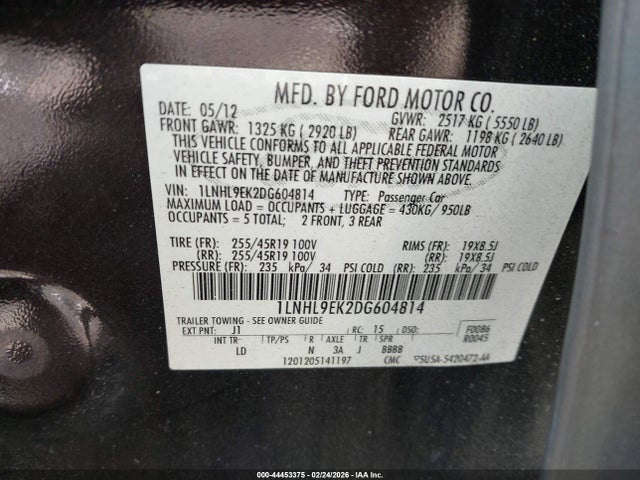 MFD. BY FORD MOTOR CO.
DATE: 05/12 GVWR: 2517 KG ( 5550 LB)
FRONT GAWR: 1325 KG ( 2920 LB) REAR GAWR: 1198 KG ( 2640 LB)
THIS VEHICLE CONFORMS TO ALL APPLICABLE FEDERAL MOTOR
VEHICLE SAFETY, BUMPER, AND THEFT PREVENTION STANDARDS
IN EFFECT ON THE DATE OF MANUFACTURE SHOWN ABOVE.
VIN: 1LNHL9EK2DG604814 TYPE: Passenger Car
MAXIMUM LOAD = OCCUPANTS + LUGGAGE = 430KG/ 950LB
OCCUPANTS = 5 TOTAL; 2 FRONT, 3 REAR
TIRE (FR): 255/45R19 100V RIMS (FR): 19X8.5J
(RR): 255/45R19 100V (RR): 19X8.5J
PRESSURE (FR): 235 kPa/ 34 PSI COLD (RR): 235 kPa/ 34 PSI COLD
1LNHL9EK2DG604814
TRAILER TOWING - SEE OWNER GUIDE
EXT PNT: J1 RC: 15 DSO: F0086
INT TR TP/PS R AXLE TR SPR R0045
LD N 3A J BBBB
1201205141197 CMC 5U5A-5420472-AA
000-44453375 - 02/24/2026 - IAA Inc.